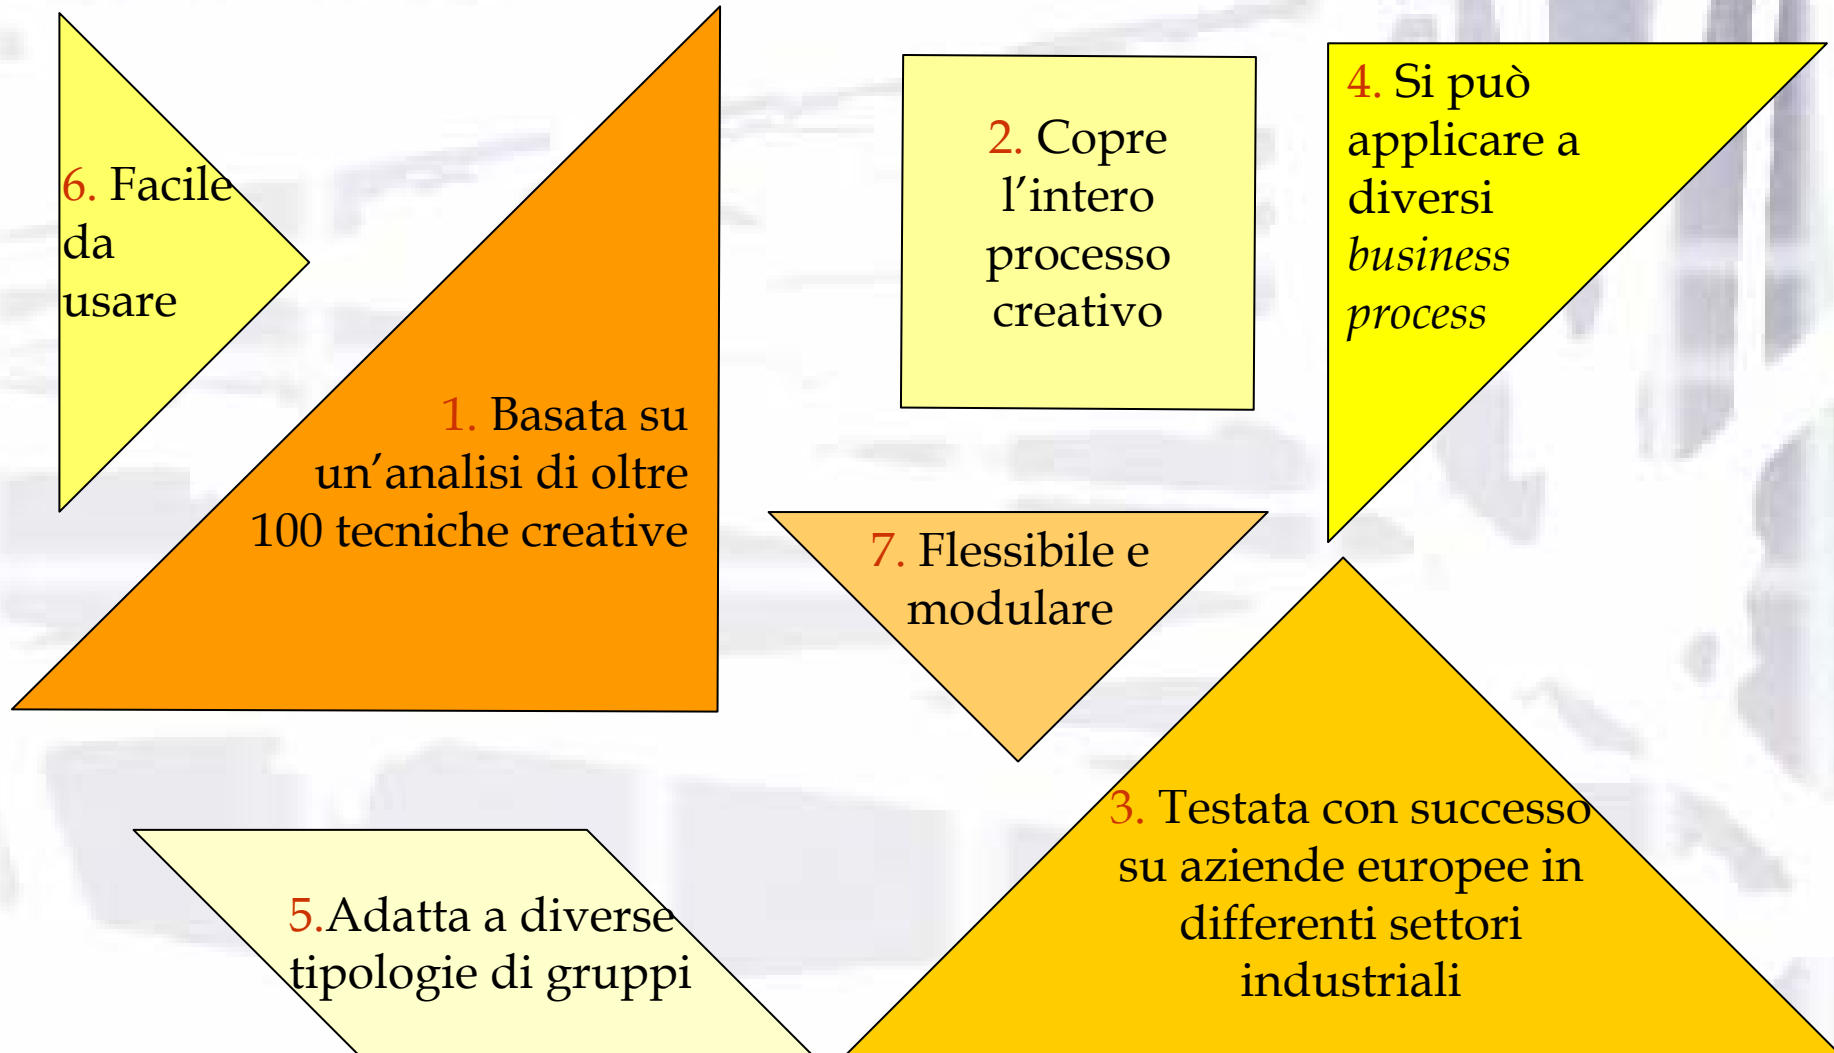 6. Facile
da
usare
1. Basata su
un’analisi di oltre
100 tecniche creative
2. Copre
l’intero
processo
creativo
4. Si può
applicare a
diversi
business
process
7. Flessibile e
modulare
5.Adatta a diverse
tipologie di gruppi
3. Testata con successo
su aziende europee in
differenti settori
industriali